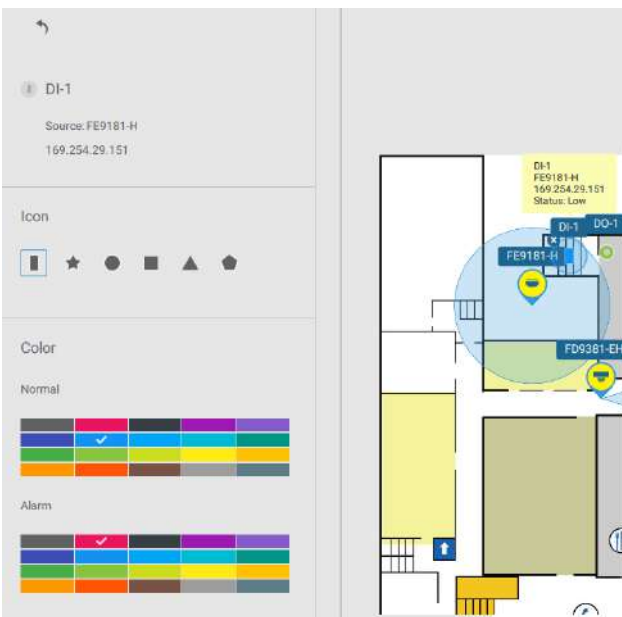 DI-1
Source: FE9181-H
169.254.29.151
Icon
Color
Normal
Alarm
DI-1
FE9181-H
169.254.29.151
Status: Low
DI-1
DO-1
FE9181-H
FD9381-EH